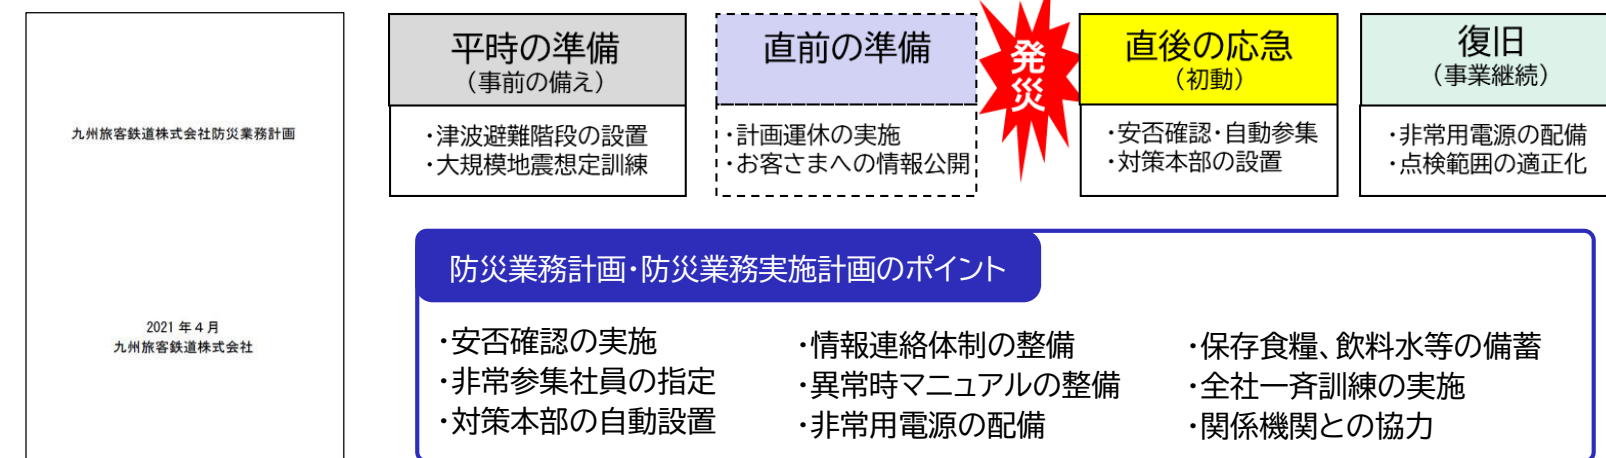 九州旅客鉄道株式会社防災業務計画
2021年4月
九州旅客鉄道株式会社
平時の準備
（事前の備え）
・津波避難階段の設置
・大規模地震想定訓練
直前の準備
・計画運休の実施
・お客さまへの情報公開
発災
直後の応急
（初動）
・安否確認・自動参集
・対策本部の設置
復旧
（事業継続）
・非常用電源の配備
・点検範囲の適正化
防災業務計画・防災業務実施計画のポイント
・安否確認の実施
・非常参集社員の指定
・対策本部の自動設置
・情報連絡体制の整備
・異常時マニュアルの整備
・非常用電源の配備
・保存食糧、飲料水等の備蓄
・全社一斉訓練の実施
・関係機関との協力